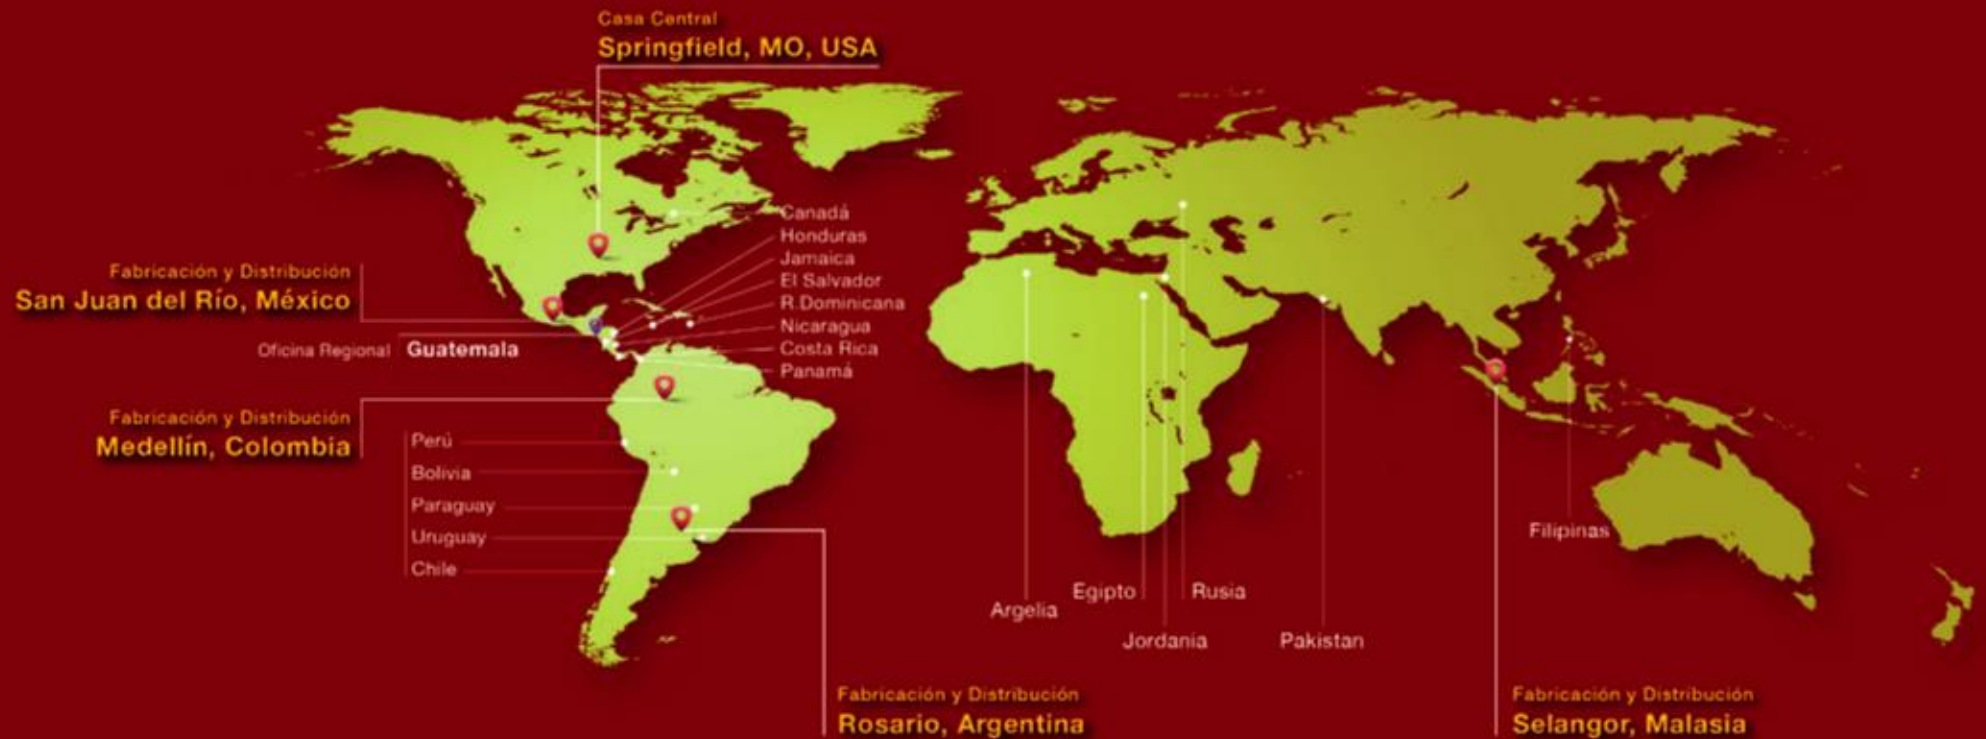 Casa Central
Springfield, MO, USA
Canadá
Honduras
Jamaica
El Salvador
R.Dominicana
Nicaragua
Costa Rica
Panamá
Fabricación y Distribución
San Juan del Río, México
Oficina Regional Guatemala
Fabricación y Distribución
Medellín, Colombia
Perú
Bolivia
Paraguay
Uruguay
Chile
Argelia
Egipto
Rusia
Jordania
Pakistan
Filipinas
Fabricación y Distribución
Rosario, Argentina
Fabricación y Distribución
Selangor, Malasia